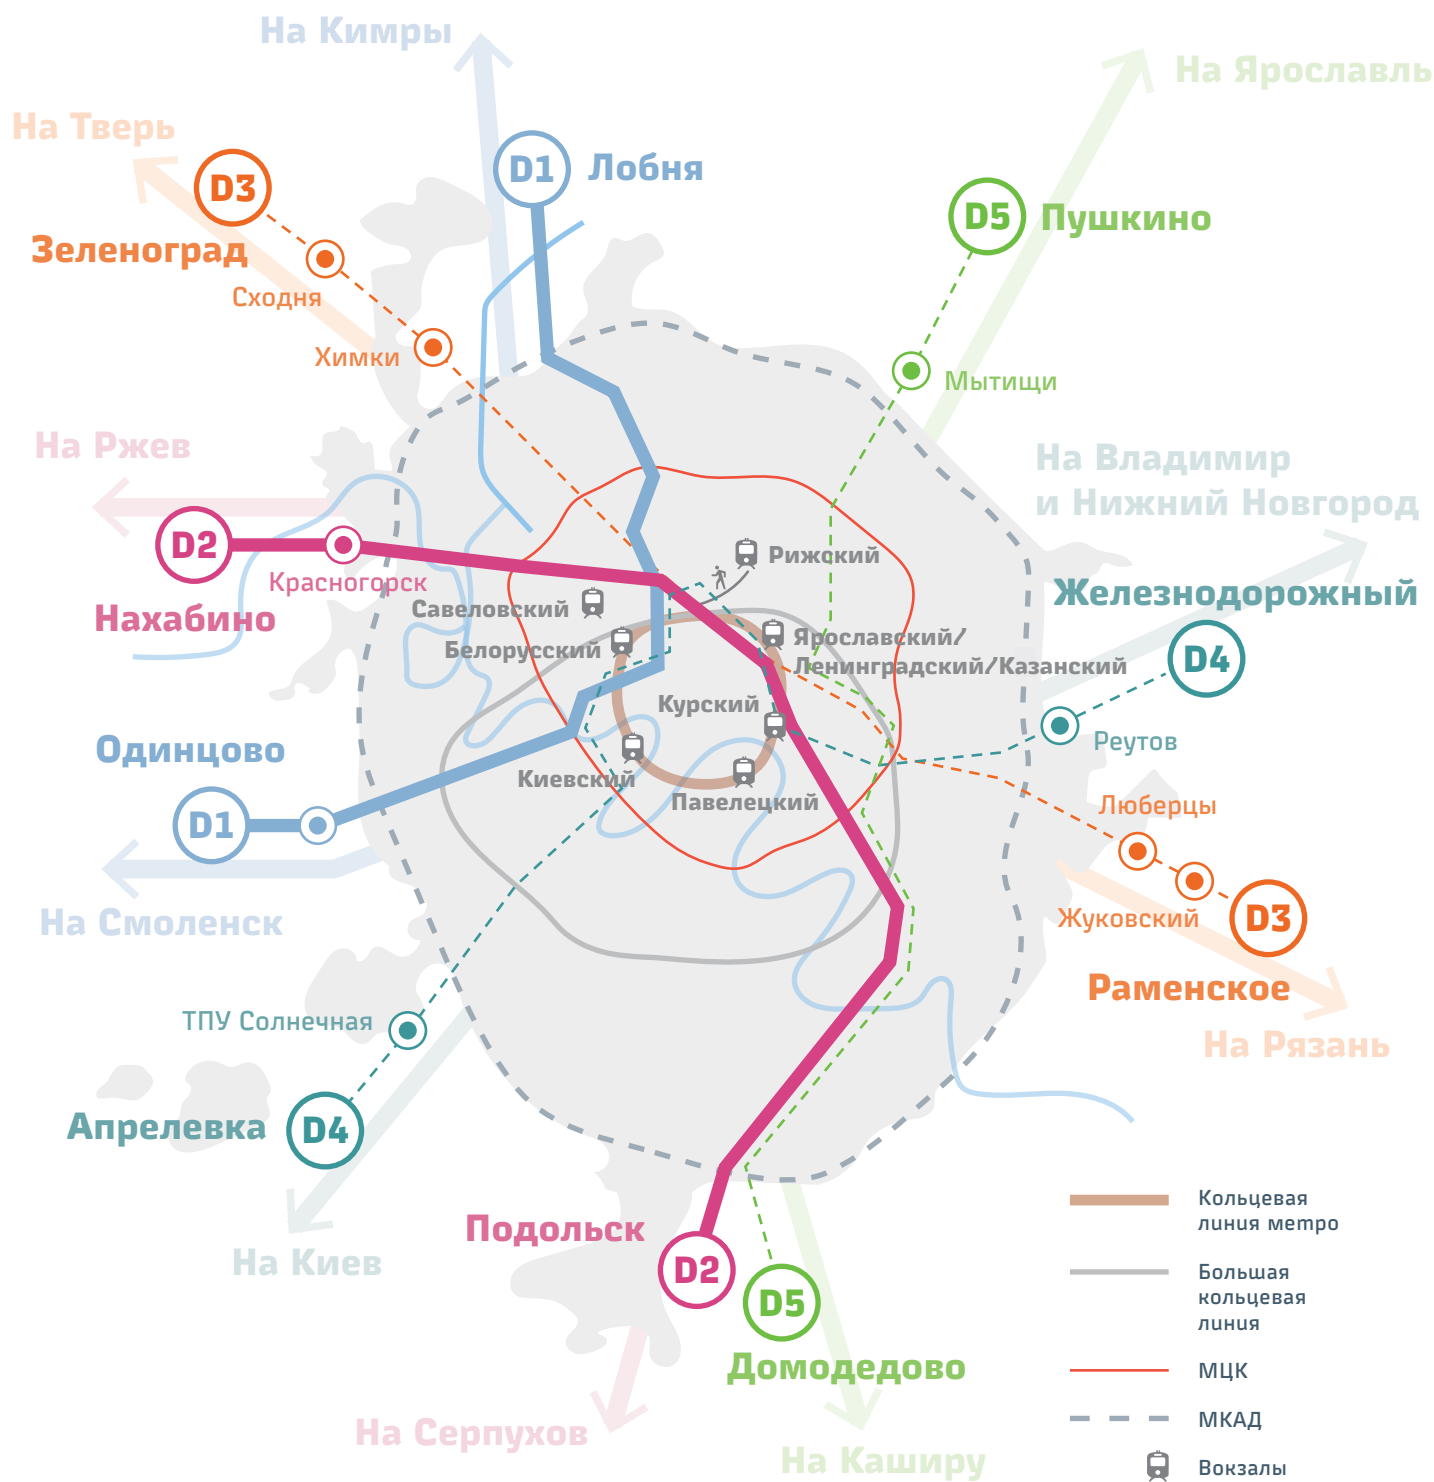 На Кимры
На Ярославль
На Тверь
D1
Лобня
D3
D5
Пушкино
Зеленоград
Сходня
Химки
Мытищи
На Ржев
На Владимир
и Нижний Новгород
D2
Красногорск
Нахабино
Рижский
Савеловский
Белорусский
Ярославский/
Ленинградский/Казанский
Железнодорожный
D4
Курский
Реутов
Одинцово
D1
Киевский
Павелецкий
Люберцы
Жуковский
D3
Раменское
На Смоленск
На Рязань
ТПУ Солнечная
Апрелевка
D4
На Киев
Подольск
D2
D5
Домодедово
На Серпухов
На Каширу
Кольцевая
линия метро
Большая
кольцевая
линия
МЦК
МКАД
Вокзалы